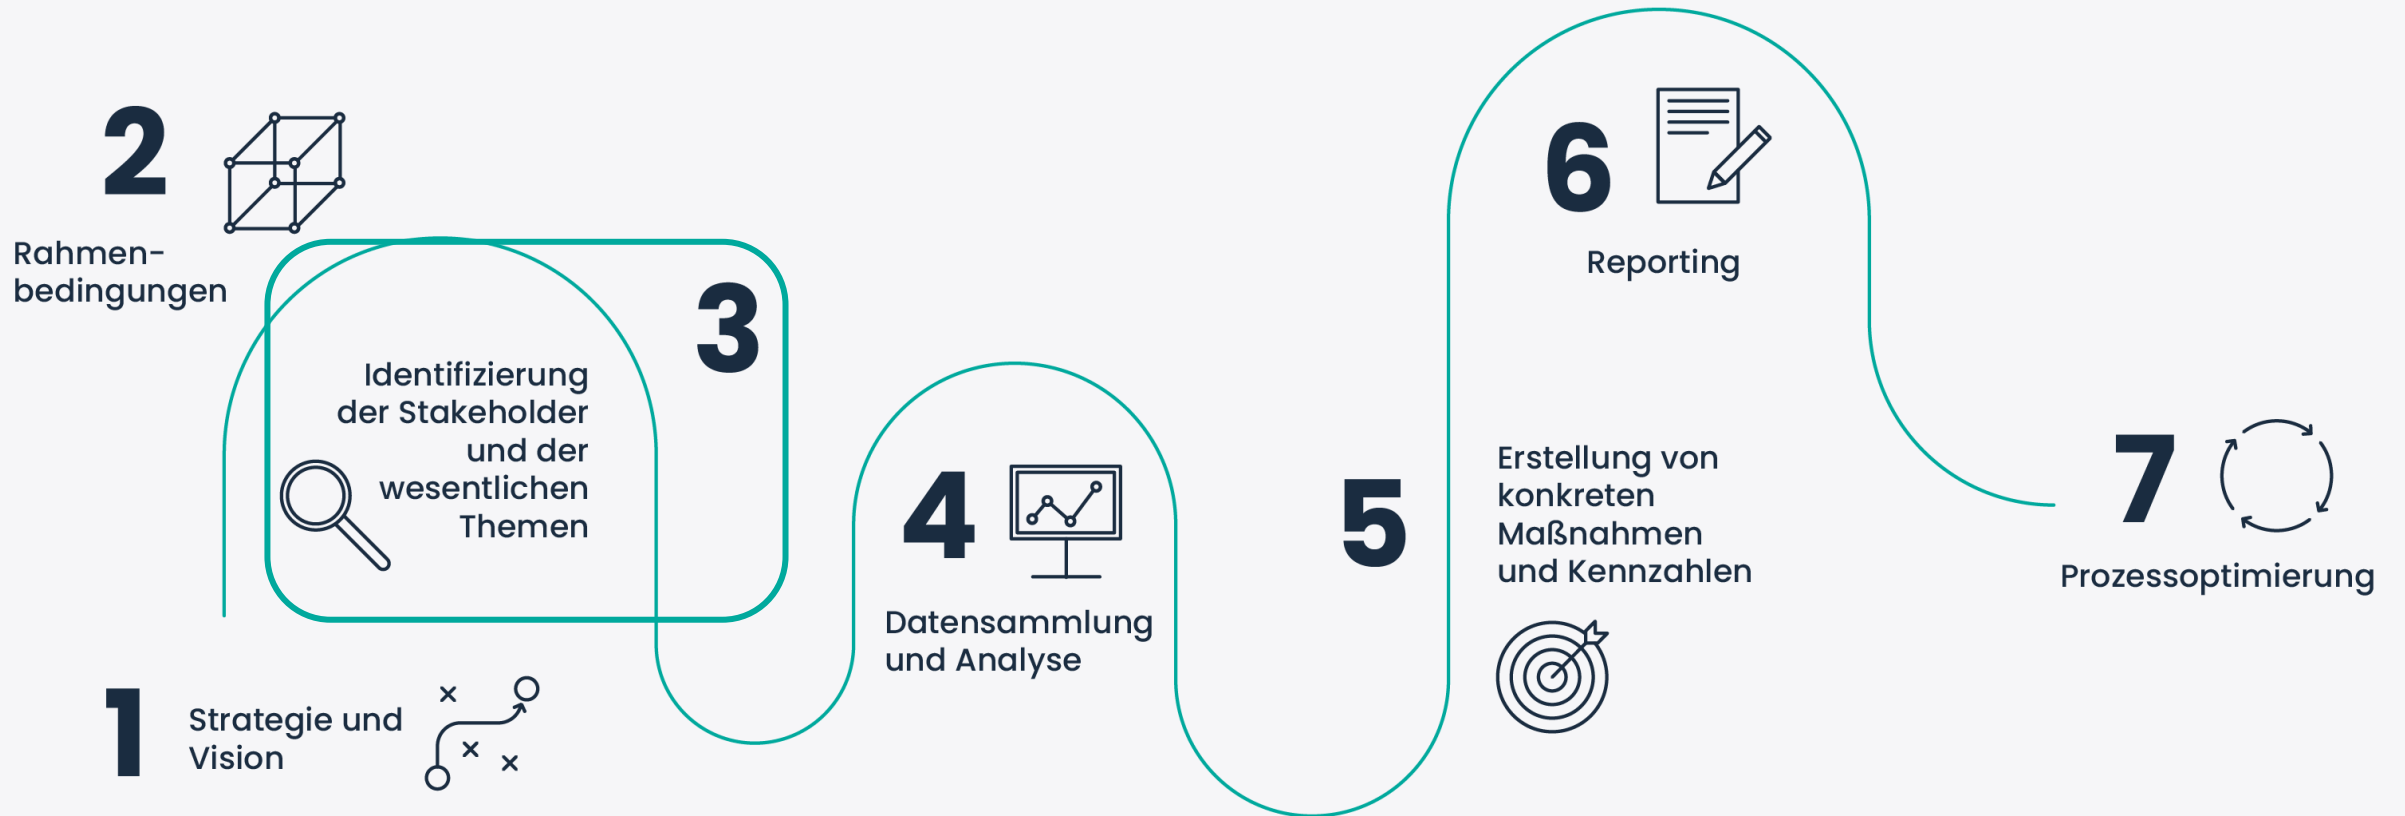 1
Strategie und
Vision
2
Rahmen-
bedingungen
3
Identifizierung
der Stakeholder
und der
wesentlichen
Themen
4
Datensammlung
und Analyse
5
Erstellung von
konkreten
Maßnahmen
und Kennzahlen
6
Reporting
7
Prozessoptimierung